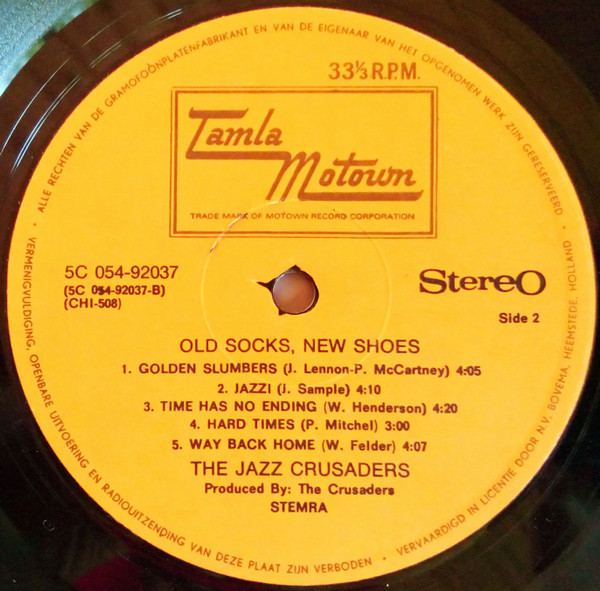 ALLE RECHTEN VAN DE GRAMOFOONPLATENFABRIKANT EN VAN DE EIGENAAR VAN HET OPGENOMEN WERK ZIJN GERESERVEERD •
33⅓ R.P.M.
Tamla
Motown
TRADE MARK OF MOTOWN RECORD CORPORATION
5C 054-92037
(5C 054-92037-B)
(CHI-508)
Stereo
Side 2
OLD SOCKS, NEW SHOES
1. GOLDEN SLUMBERS (J. Lennon-P. McCartney) 4:05
2. JAZZI (J. Sample) 4:10
3. TIME HAS NO ENDING (W. Henderson) 4:20
4. HARD TIMES (P. Mitchel) 3:00
5. WAY BACK HOME (W. Felder) 4:07
THE JAZZ CRUSADERS
Produced By: The Crusaders
STEMRA
• VERMENIGVULDIGING, OPENBARE UITVOERING EN RADIOUITZENDING VAN DEZE PLAAT ZIJN VERBODEN •
VERVAARDIGD IN LICENTIE DOOR N.V. BOVEMA, HEEMSTEDE, HOLLAND